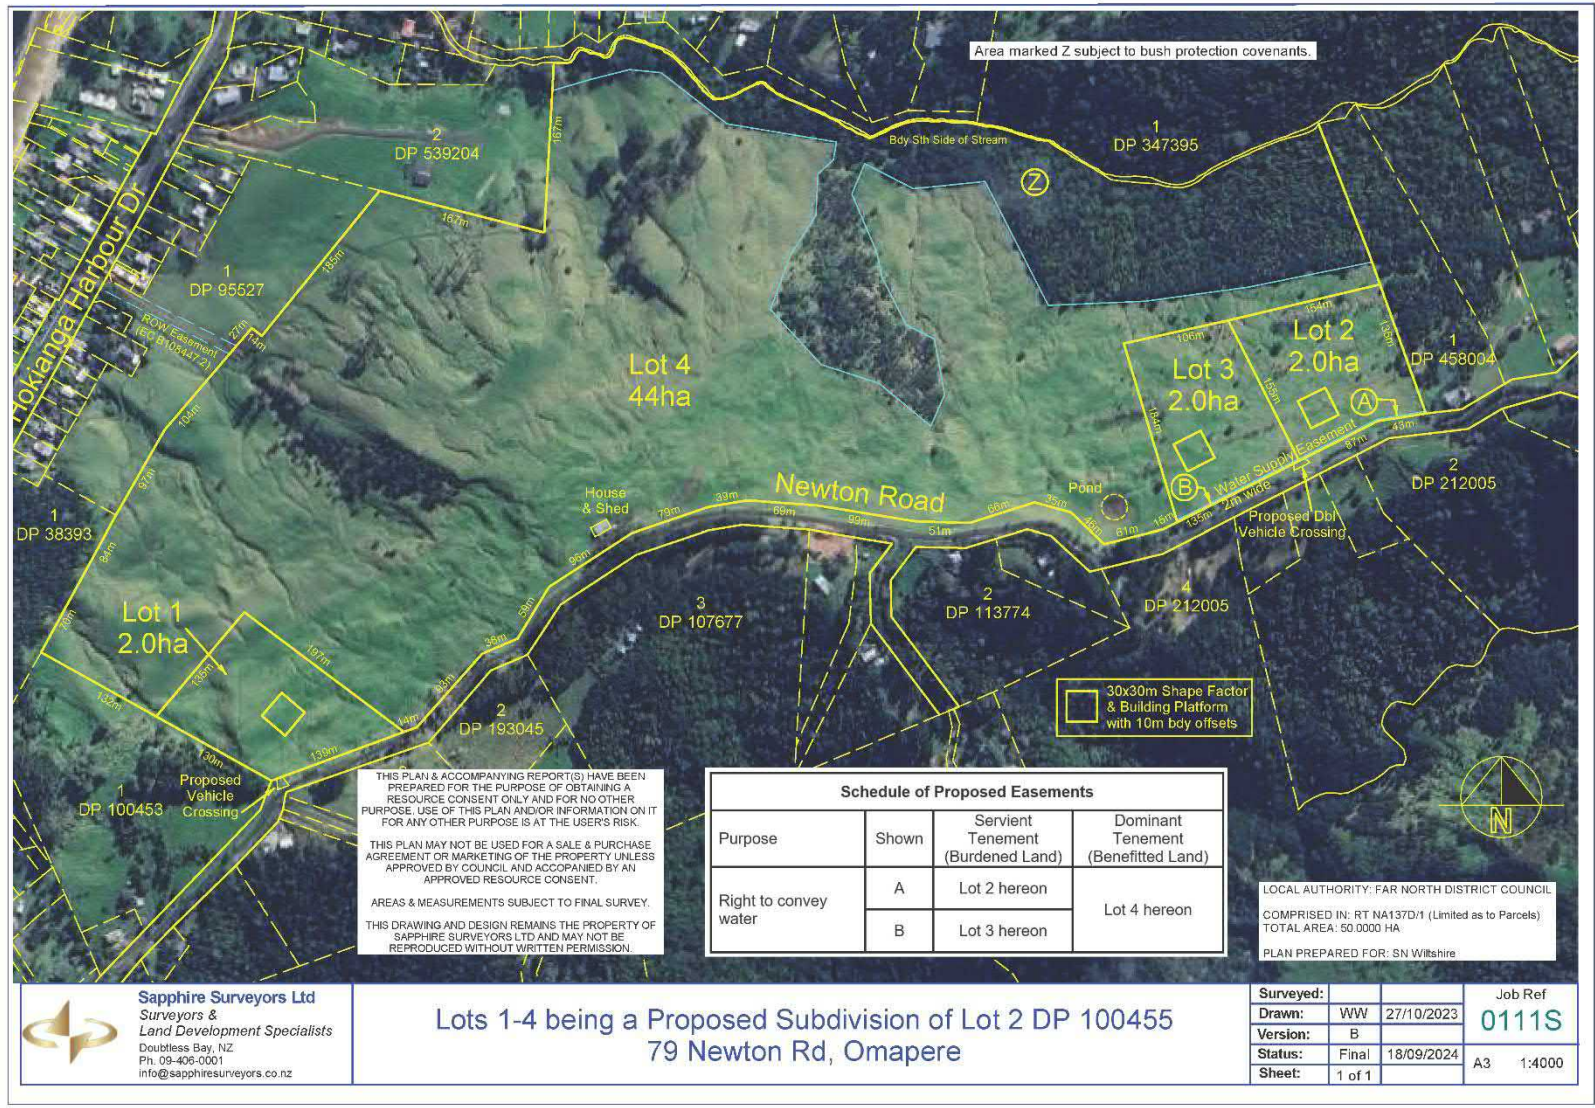 Area marked Z subject to bush protection covenants.
Bdy Sth Side of Stream
1
DP 347395
Z
2
DP 539204
167m
167m
185m
1
DP 95527
Hokianga Harbour Dr
ROW Easement
(EC B108447.2)
27m
14m
104m
97m
84m
70m
1
DP 38393
Lot 4
44ha
Lot 3
2.0ha
106m
184m
Lot 2
2.0ha
164m
136m
155m
1
DP 458004
A
B
Water Supply Easement
2m wide
43m
87m
135m
16m
61m
46m
35m
66m
51m
99m
69m
39m
79m
96m
59m
38m
93m
14m
139m
Proposed Dbl
Vehicle Crossing
2
DP 212005
4
DP 212005
Pond
Newton Road
House
& Shed
3
DP 107677
2
DP 113774
2
DP 193045
Lot 1
2.0ha
136m
197m
132m
130m
Proposed
Vehicle
Crossing
1
DP 100453
30x30m Shape Factor
& Building Platform
with 10m bdy offsets
N
THIS PLAN & ACCOMPANYING REPORT(S) HAVE BEEN
PREPARED FOR THE PURPOSE OF OBTAINING A
RESOURCE CONSENT ONLY AND FOR NO OTHER
PURPOSE. USE OF THIS PLAN AND/OR INFORMATION ON IT
FOR ANY OTHER PURPOSE IS AT THE USER'S RISK.
THIS PLAN MAY NOT BE USED FOR A SALE & PURCHASE
AGREEMENT OR MARKETING OF THE PROPERTY UNLESS
APPROVED BY COUNCIL AND ACCOPANIED BY AN
APPROVED RESOURCE CONSENT.
AREAS & MEASUREMENTS SUBJECT TO FINAL SURVEY.
THIS DRAWING AND DESIGN REMAINS THE PROPERTY OF
SAPPHIRE SURVEYORS LTD AND MAY NOT BE
REPRODUCED WITHOUT WRITTEN PERMISSION.
Schedule of Proposed Easements
Purpose
Shown
Servient
Tenement
(Burdened Land)
Dominant
Tenement
(Benefitted Land)
Right to convey
water
A
Lot 2 hereon
B
Lot 3 hereon
Lot 4 hereon
LOCAL AUTHORITY: FAR NORTH DISTRICT COUNCIL
COMPRISED IN: RT NA137D/1 (Limited as to Parcels)
TOTAL AREA: 50.0000 HA
PLAN PREPARED FOR: SN Wiltshire
Sapphire Surveyors Ltd
Surveyors &
Land Development Specialists
Doubtless Bay, NZ
Ph. 09-406-0001
info@sapphiresurveyors.co.nz
Lots 1-4 being a Proposed Subdivision of Lot 2 DP 100455
79 Newton Rd, Omapere
Surveyed:
Drawn: WW 27/10/2023
Version: B
Status: Final 18/09/2024
Sheet: 1 of 1
Job Ref
0111S
A3 1:4000